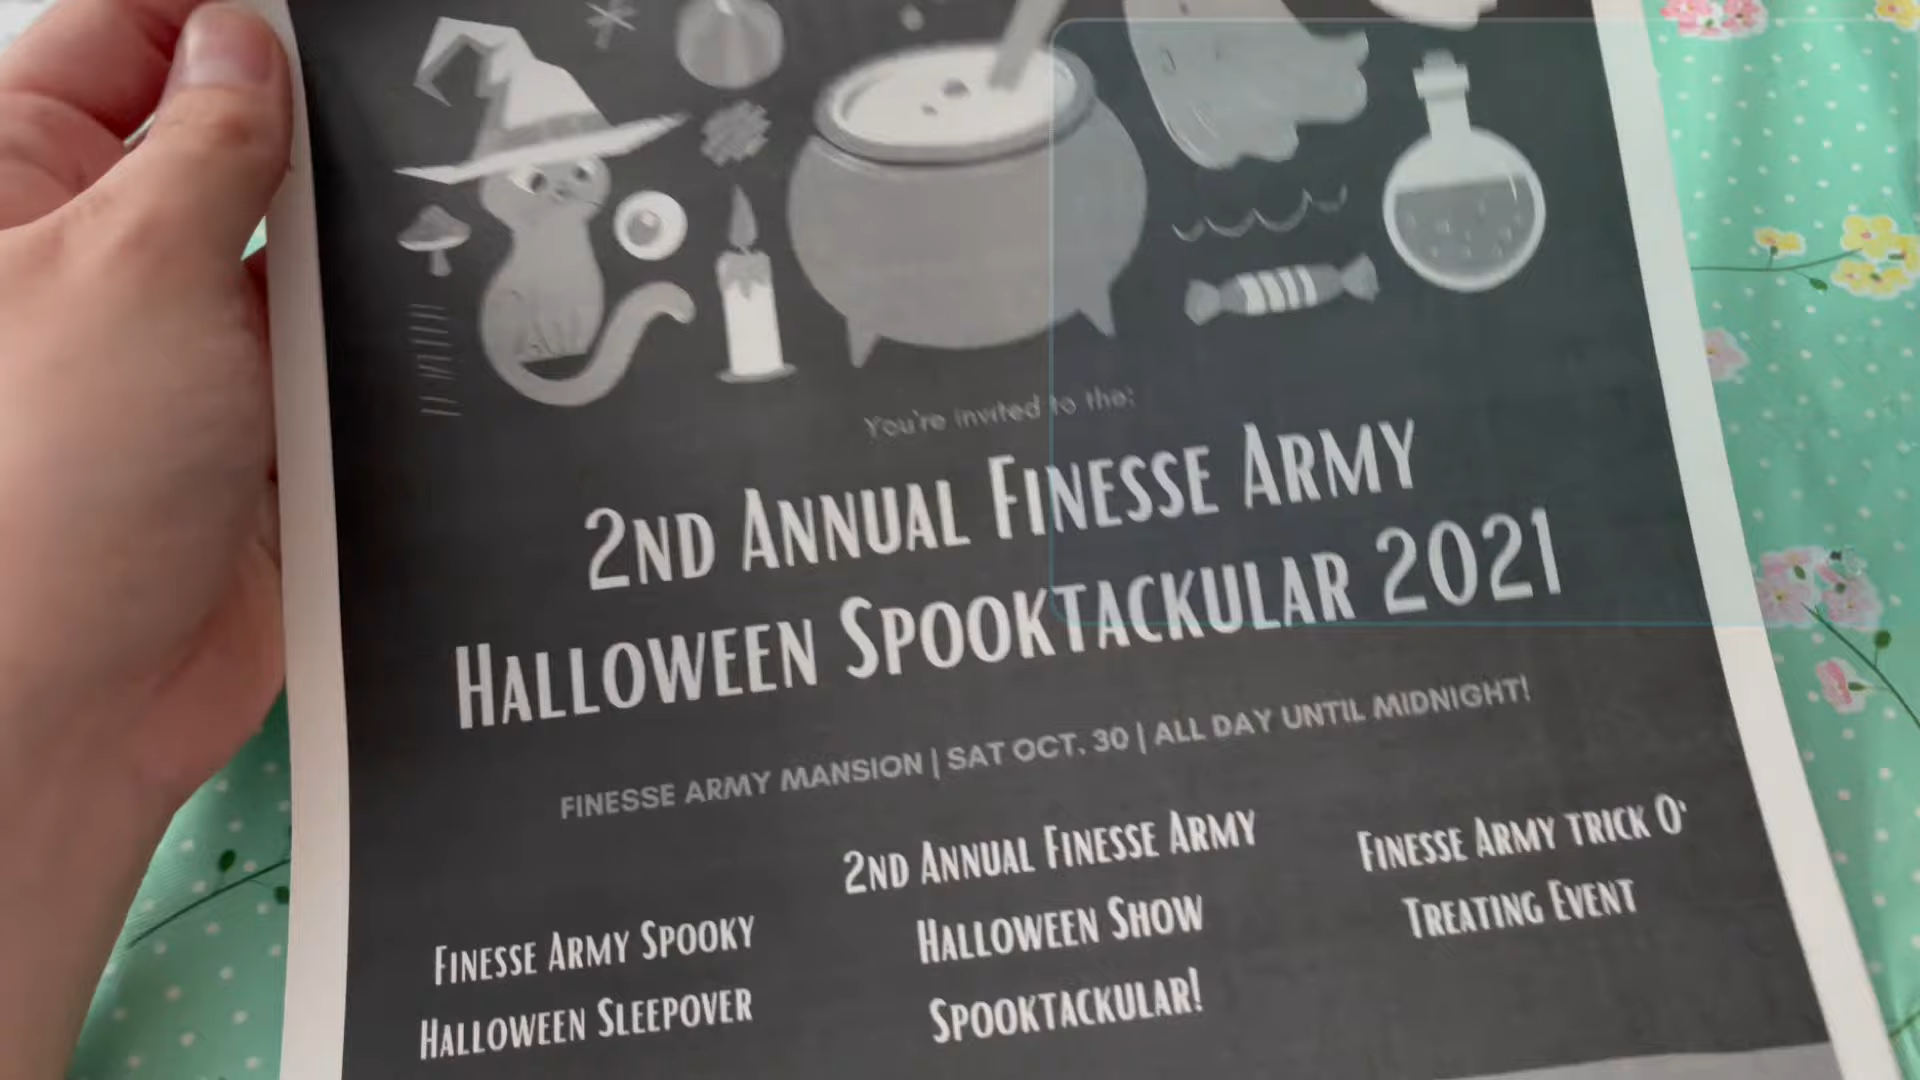 You're invited to the:
2ND ANNUAL FINESSE ARMY
HALLOWEEN SPOOKTACKULAR 2021
FINESSE ARMY MANSION | SAT OCT. 30 | ALL DAY UNTIL MIDNIGHT!
FINESSE ARMY SPOOKY
HALLOWEEN SLEEPOVER
2ND ANNUAL FINESSE ARMY
HALLOWEEN SHOW
SPOOKTACKULAR!
FINESSE ARMY TRICK O'
TREATING EVENT